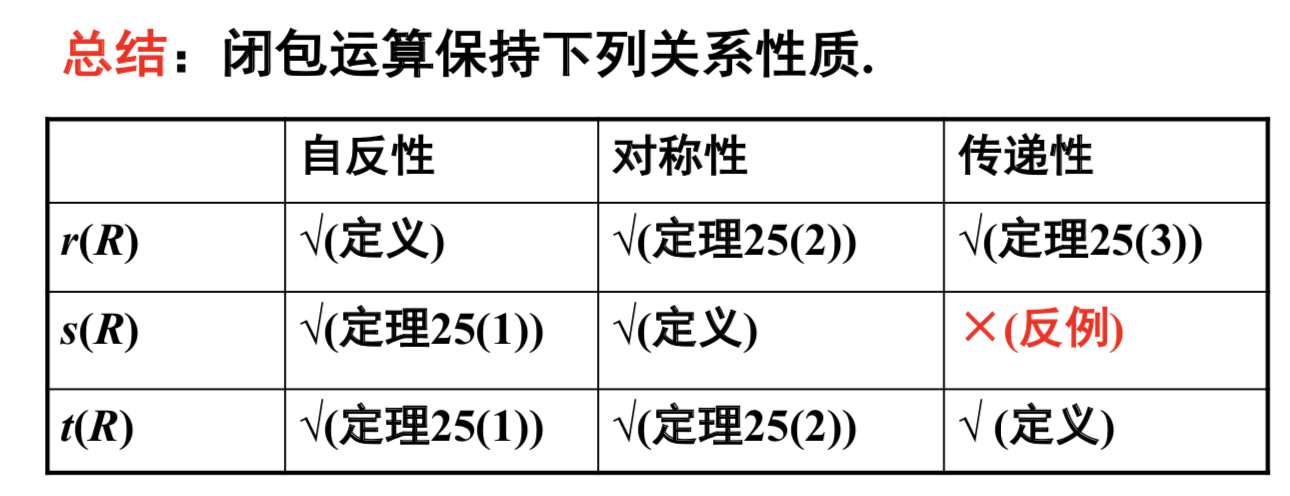 总结：闭包运算保持下列关系性质.
自反性 对称性 传递性
r(R) √(定义) √(定理25(2)) √(定理25(3))
s(R) √(定理25(1)) √(定义) ×(反例)
t(R) √(定理25(1)) √(定理25(2)) √ (定义)